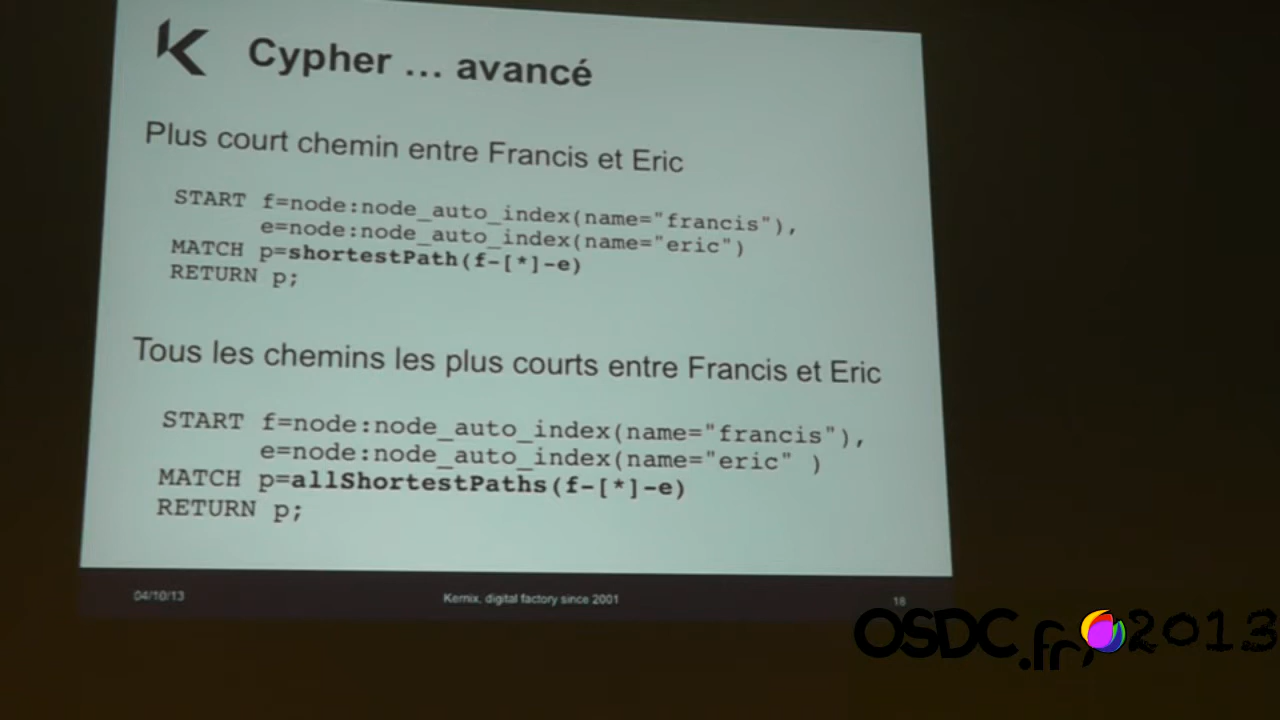 Cypher ... avancé
Plus court chemin entre Francis et Eric
START f=node:node_auto_index(name="francis"),
e=node:node_auto_index(name="eric")
MATCH p=shortestPath(f-[*]-e)
RETURN p;
Tous les chemins les plus courts entre Francis et Eric
START f=node:node_auto_index(name="francis"),
e=node:node_auto_index(name="eric" )
MATCH p=allShortestPaths(f-[*]-e)
RETURN p;
04/10/13 Kernix, digital factory since 2001 18
OSDC.fr 2013